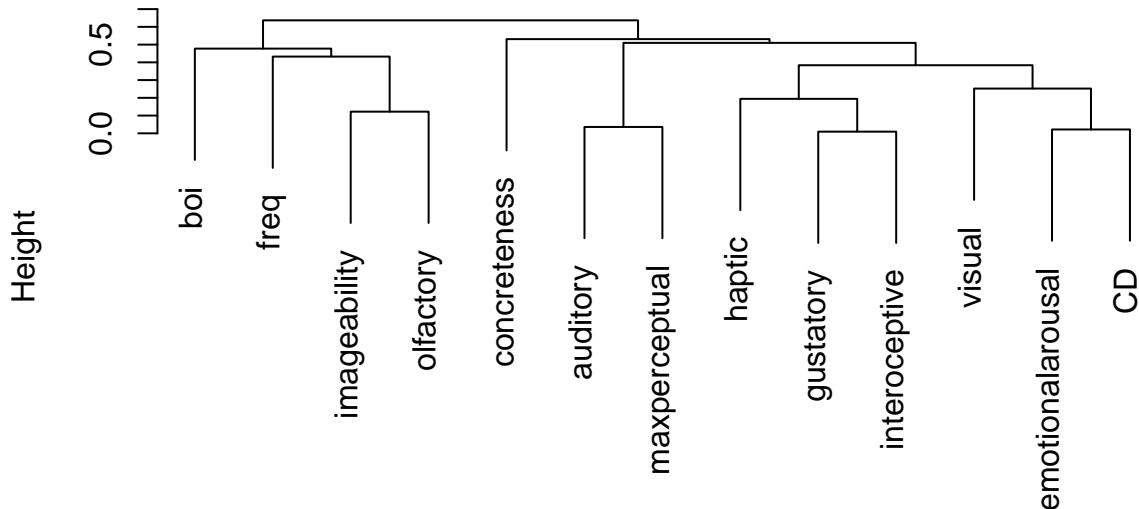 Height
0.0
0.5
boi
freq
imageability
olfactory
concreteness
auditory
maxperceptual
haptic
gustatory
interoceptive
visual
emotionalarousal
CD